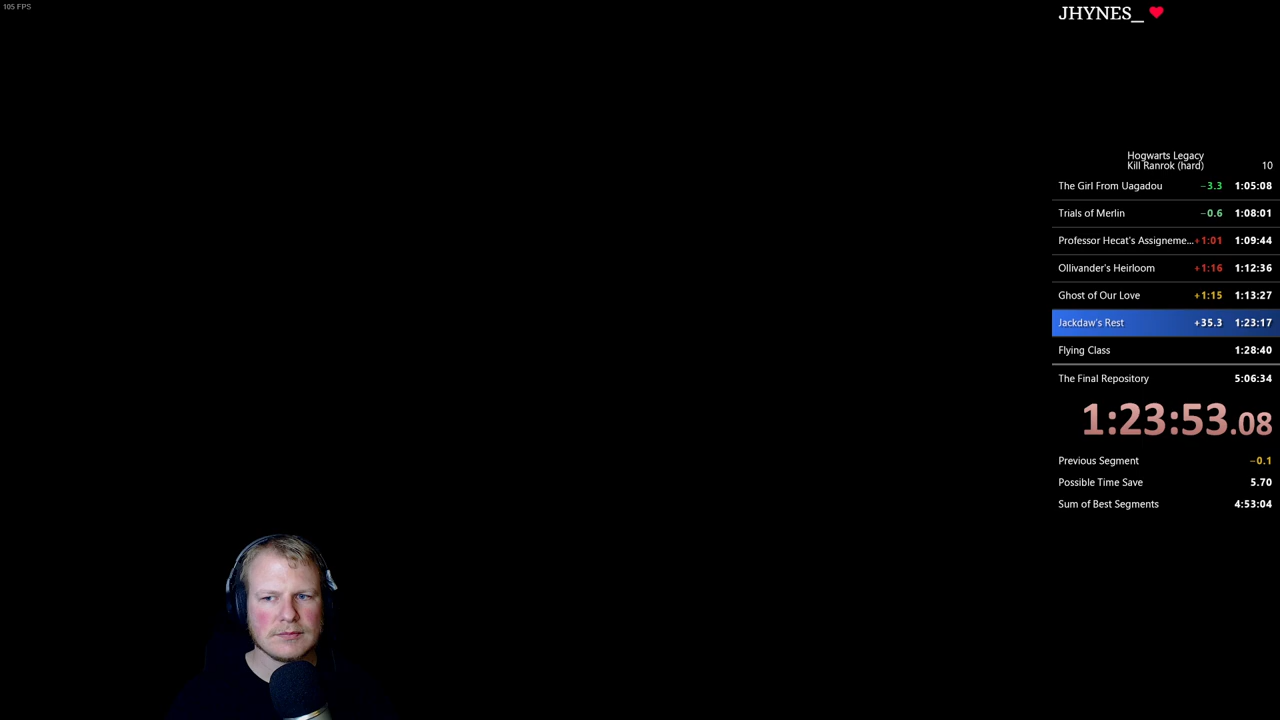 105 FPS
JHYNES_ ❤
Hogwarts Legacy
Kill Ranrok (hard) 10
The Girl From Uagadou −3.3 1:05:08
Trials of Merlin −0.6 1:08:01
Professor Hecat's Assigneme... +1:01 1:09:44
Ollivander's Heirloom +1:16 1:12:36
Ghost of Our Love +1:15 1:13:27
Jackdaw's Rest +35.3 1:23:17
Flying Class 1:28:40
The Final Repository 5:06:34
1:23:53.08
Previous Segment −0.1
Possible Time Save 5.70
Sum of Best Segments 4:53:04